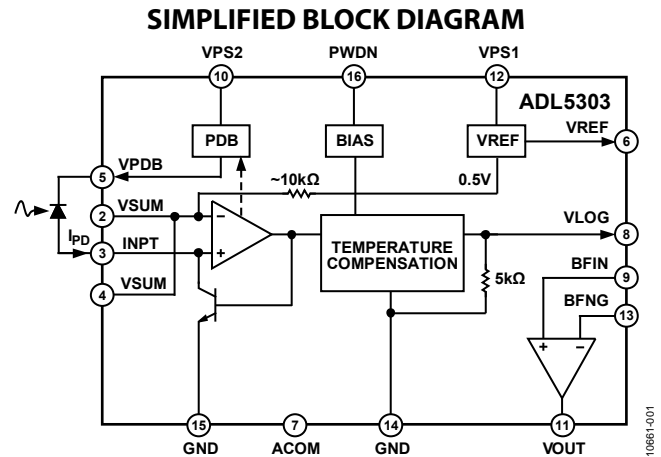 SIMPLIFIED BLOCK DIAGRAM
VPS2 PWDN VPS1
10 16 12
ADL5303
PDB BIAS VREF VREF 6
5 VPDB
~10kΩ 0.5V
2 VSUM −
IPD
3 INPT +
4 VSUM
TEMPERATURE
COMPENSATION
VLOG 8
5kΩ
BFIN 9
BFNG 13
+ −
15 7 14 11
GND ACOM GND VOUT
10661-001